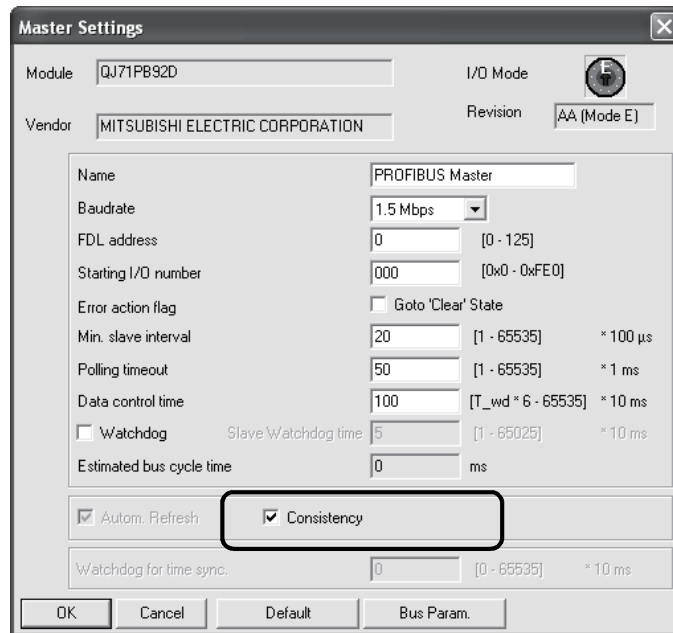 Master Settings
Module QJ71PB92D I/O Mode E
Vendor MITSUBISHI ELECTRIC CORPORATION Revision AA (Mode E)
Name PROFIBUS Master
Baudrate 1.5 Mbps
FDL address 0 [0 - 125]
Starting I/O number 000 [0x0 - 0xFE0]
Error action flag Goto 'Clear' State
Min. slave interval 20 [1 - 65535] * 100 µs
Polling timeout 50 [1 - 65535] * 1 ms
Data control time 100 [T_wd * 6 - 65535] * 10 ms
Watchdog Slave Watchdog time 5 [1 - 65025] * 10 ms
Estimated bus cycle time 0 ms
Autom. Refresh Consistency
Watchdog for time sync. 0 [0 - 65535] * 10 ms
OK Cancel Default Bus Param.